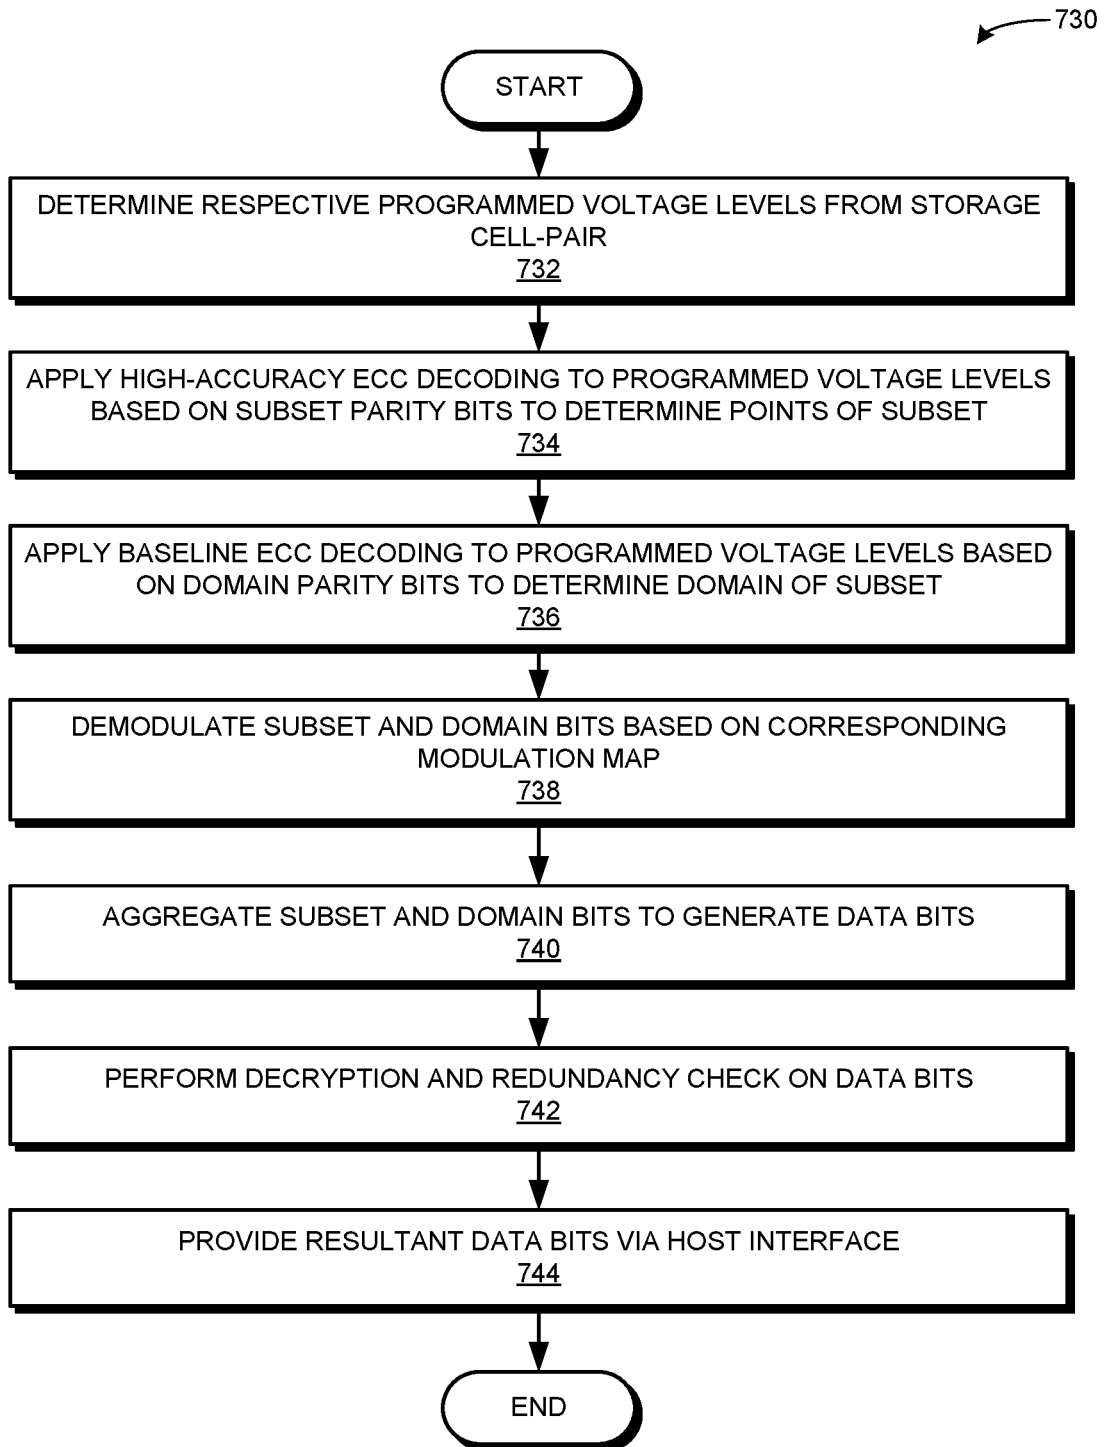 730
START
DETERMINE RESPECTIVE PROGRAMMED VOLTAGE LEVELS FROM STORAGE
CELL-PAIR
732
APPLY HIGH-ACCURACY ECC DECODING TO PROGRAMMED VOLTAGE LEVELS
BASED ON SUBSET PARITY BITS TO DETERMINE POINTS OF SUBSET
734
APPLY BASELINE ECC DECODING TO PROGRAMMED VOLTAGE LEVELS BASED
ON DOMAIN PARITY BITS TO DETERMINE DOMAIN OF SUBSET
736
DEMODULATE SUBSET AND DOMAIN BITS BASED ON CORRESPONDING
MODULATION MAP
738
AGGREGATE SUBSET AND DOMAIN BITS TO GENERATE DATA BITS
740
PERFORM DECRYPTION AND REDUNDANCY CHECK ON DATA BITS
742
PROVIDE RESULTANT DATA BITS VIA HOST INTERFACE
744
END